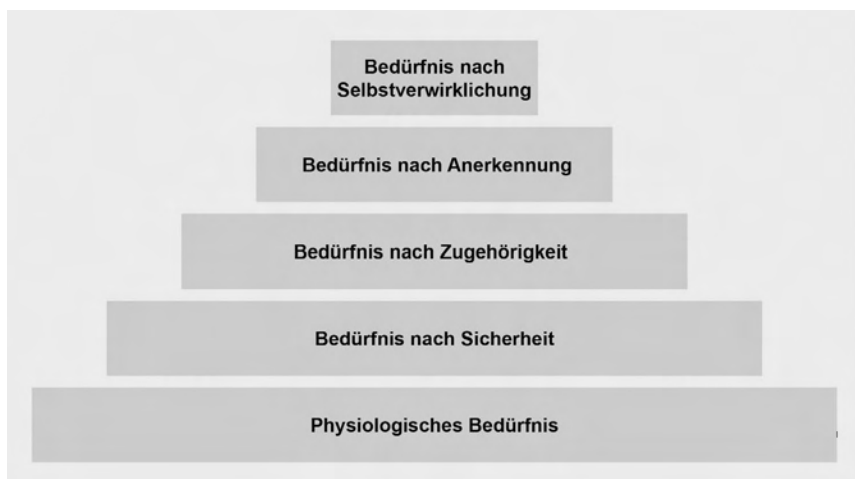 Bedürfnis nach
Selbstverwirklichung
Bedürfnis nach Anerkennung
Bedürfnis nach Zugehörigkeit
Bedürfnis nach Sicherheit
Physiologisches Bedürfnis